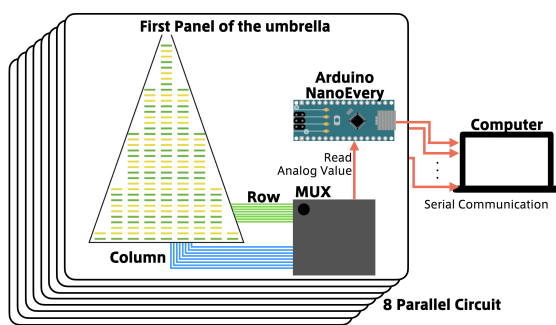 First Panel of the umbrella
Arduino
NanoEvery
Computer
Read
Analog Value
Row
MUX
Serial Communication
Column
8 Parallel Circuit